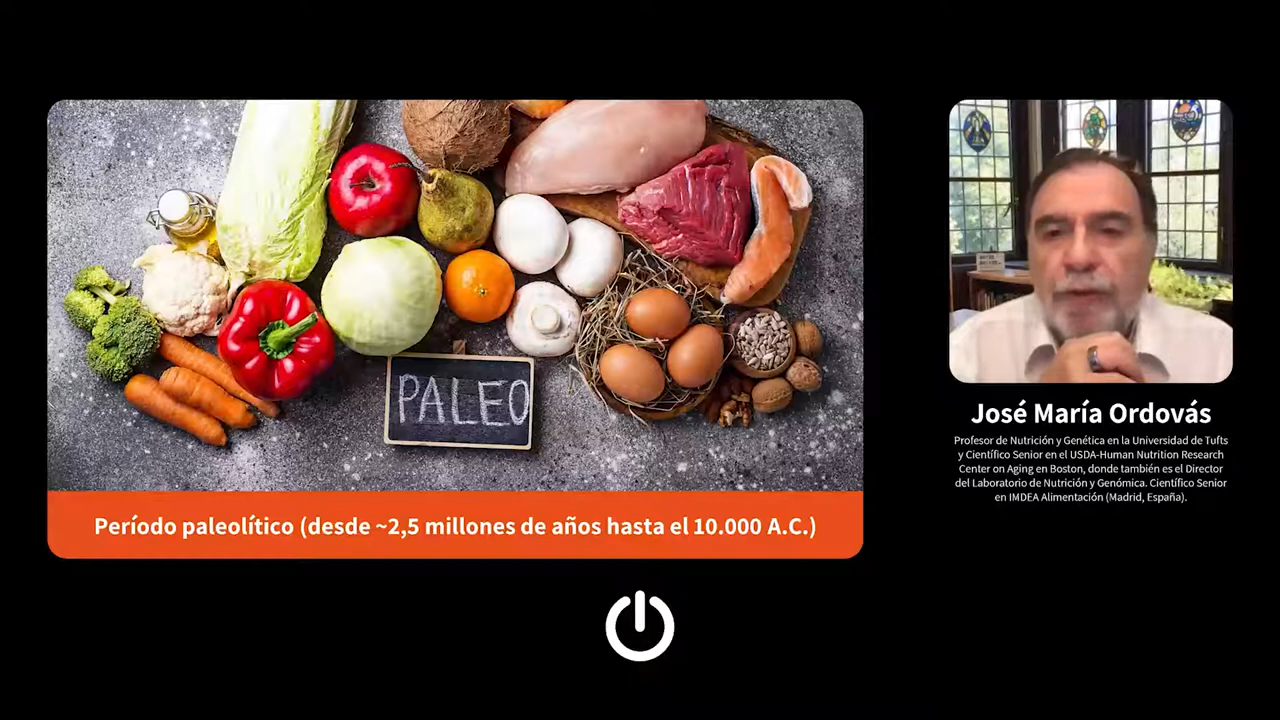 PALEO
Período paleolítico (desde ~2,5 millones de años hasta el 10.000 A.C.)
José María Ordovás
Profesor de Nutrición y Genética en la Universidad de Tufts
y Científico Senior en el USDA-Human Nutrition Research
Center on Aging en Boston, donde también es el Director
del Laboratorio de Nutrición y Genómica. Científico Senior
en IMDEA Alimentación (Madrid, España).